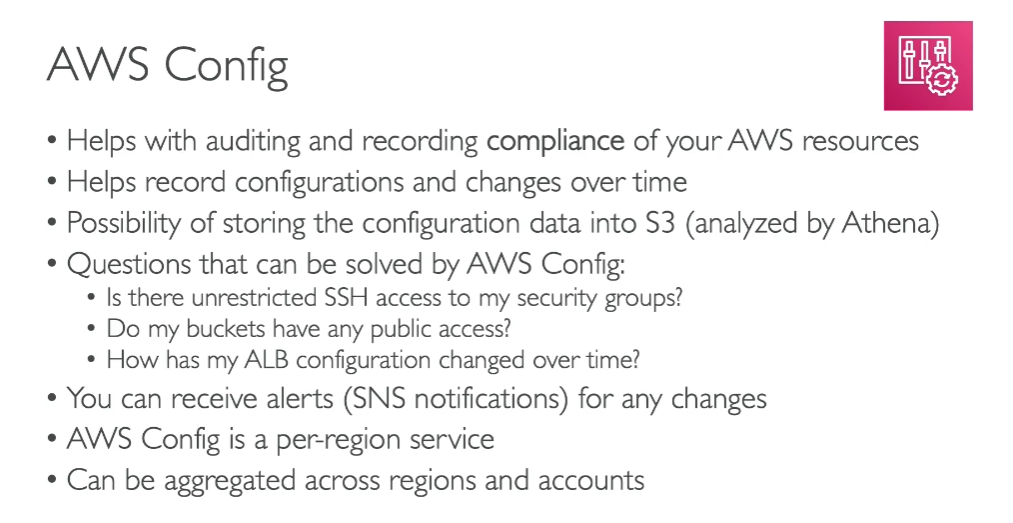 AWS Config
• Helps with auditing and recording compliance of your AWS resources
• Helps record configurations and changes over time
• Possibility of storing the configuration data into S3 (analyzed by Athena)
• Questions that can be solved by AWS Config:
• Is there unrestricted SSH access to my security groups?
• Do my buckets have any public access?
• How has my ALB configuration changed over time?
• You can receive alerts (SNS notifications) for any changes
• AWS Config is a per-region service
• Can be aggregated across regions and accounts